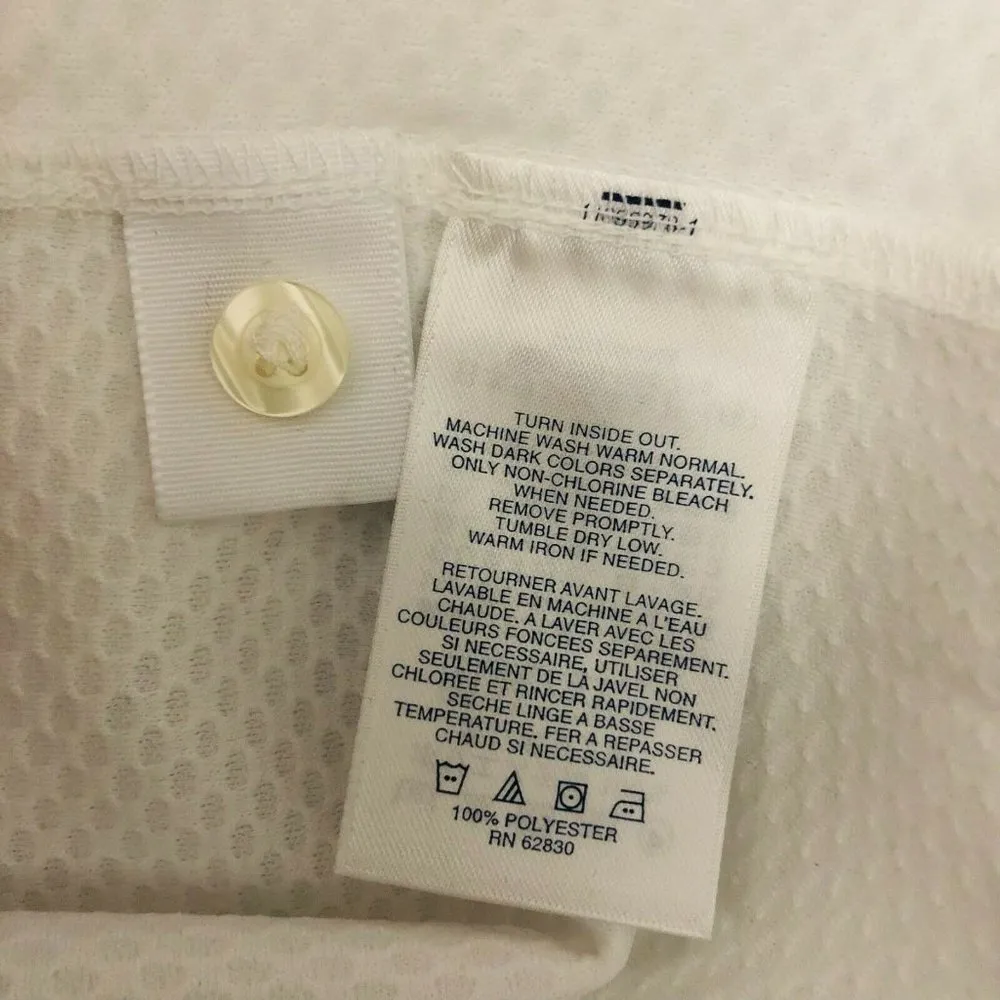 TURN INSIDE OUT.
MACHINE WASH WARM NORMAL.
WASH DARK COLORS SEPARATELY.
ONLY NON-CHLORINE BLEACH
WHEN NEEDED.
REMOVE PROMPTLY.
TUMBLE DRY LOW.
WARM IRON IF NEEDED.
RETOURNER AVANT LAVAGE.
LAVABLE EN MACHINE A L'EAU
CHAUDE. A LAVER AVEC LES
COULEURS FONCEES SEPAREMENT.
SI NECESSAIRE, UTILISER
SEULEMENT DE LA JAVEL NON
CHLOREE ET RINCER RAPIDEMENT.
SECHE LINGE A BASSE
TEMPERATURE. FER A REPASSER
CHAUD SI NECESSAIRE.
100% POLYESTER
RN 62830